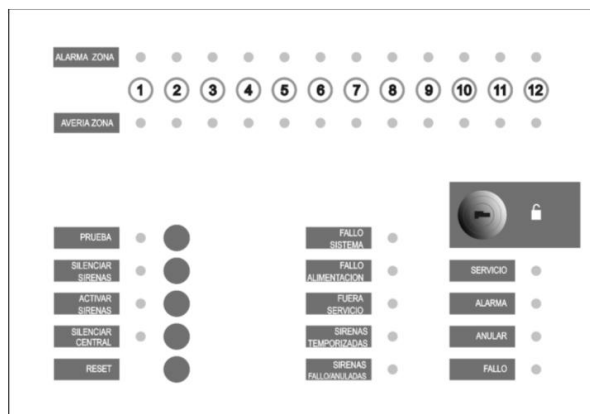 ALARMA ZONA
1 2 3 4 5 6 7 8 9 10 11 12
AVERIA ZONA
PRUEBA
SILENCIAR
SIRENAS
ACTIVAR
SIRENAS
SILENCIAR
CENTRAL
RESET
FALLO
SISTEMA
FALLO
ALIMENTACION
FUERA
SERVICIO
SIRENAS
TEMPORIZADAS
SIRENAS
FALLO/ANULADAS
SERVICIO
ALARMA
ANULAR
FALLO